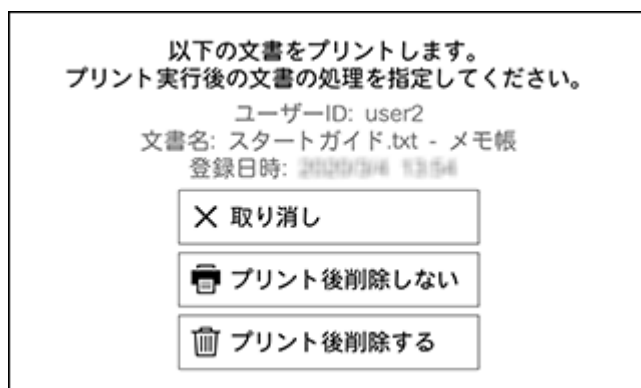 以下の文書をプリントします。
プリント実行後の文書の処理を指定してください。
ユーザーID: user2
文書名: スタートガイド.txt - メモ帳
登録日時:
取り消し
プリント後削除しない
プリント後削除する